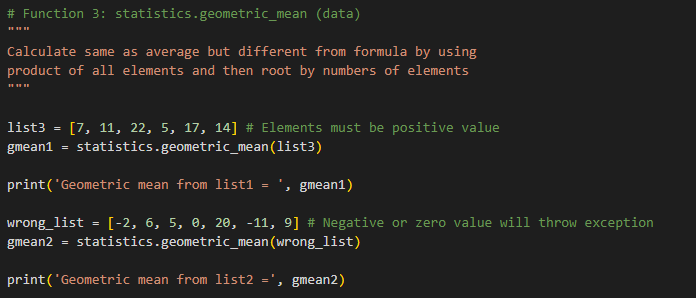 # Function 3: statistics.geometric_mean (data)
"""
Calculate same as average but different from formula by using
product of all elements and then root by numbers of elements
"""
list3 = [7, 11, 22, 5, 17, 14] # Elements must be positive value
gmean1 = statistics.geometric_mean(list3)
print('Geometric mean from list1 = ', gmean1)
wrong_list = [-2, 6, 5, 0, 20, -11, 9] # Negative or zero value will throw exception
gmean2 = statistics.geometric_mean(wrong_list)
print('Geometric mean from list2 =', gmean2)